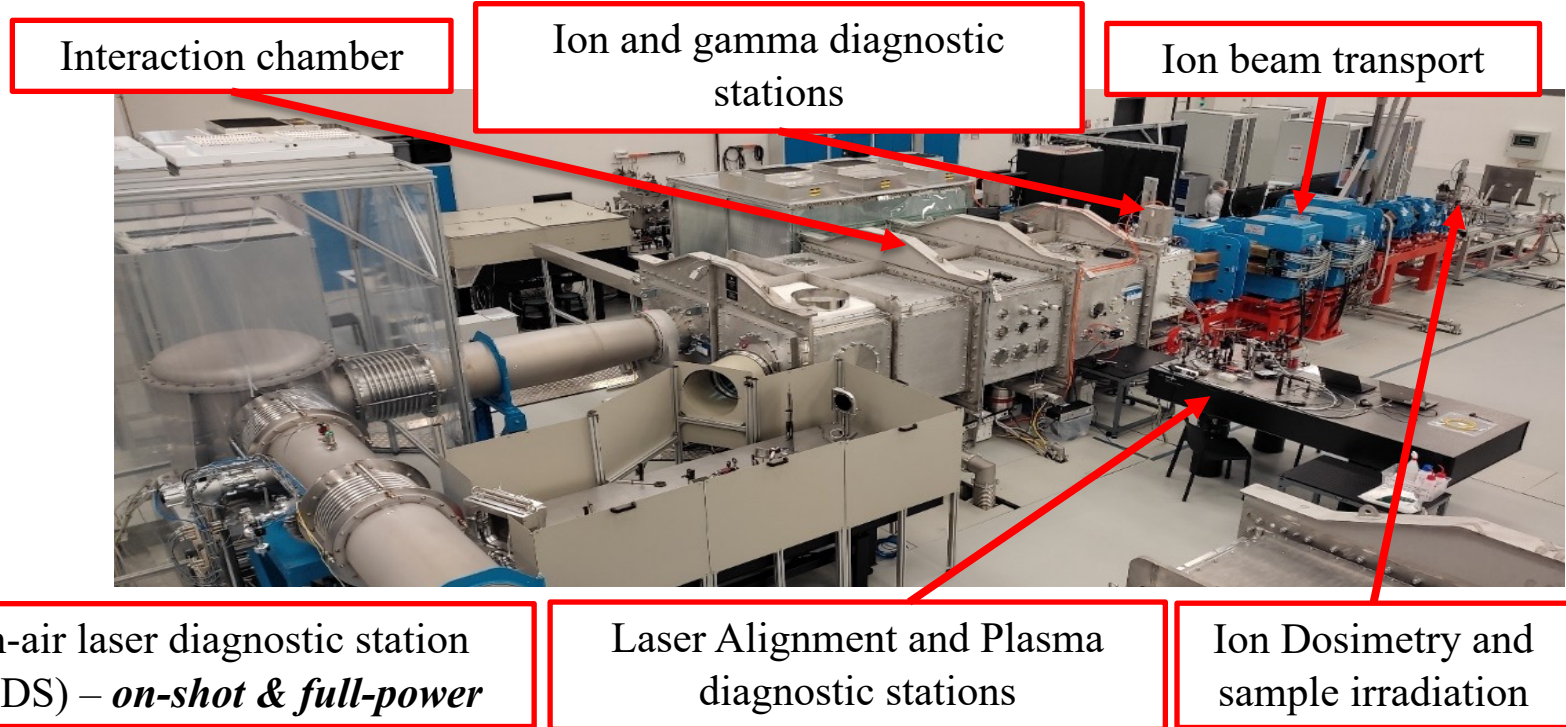 Interaction chamber
Ion and gamma diagnostic
stations
Ion beam transport
n-air laser diagnostic station
DS) – on-shot & full-power
Laser Alignment and Plasma
diagnostic stations
Ion Dosimetry and
sample irradiation